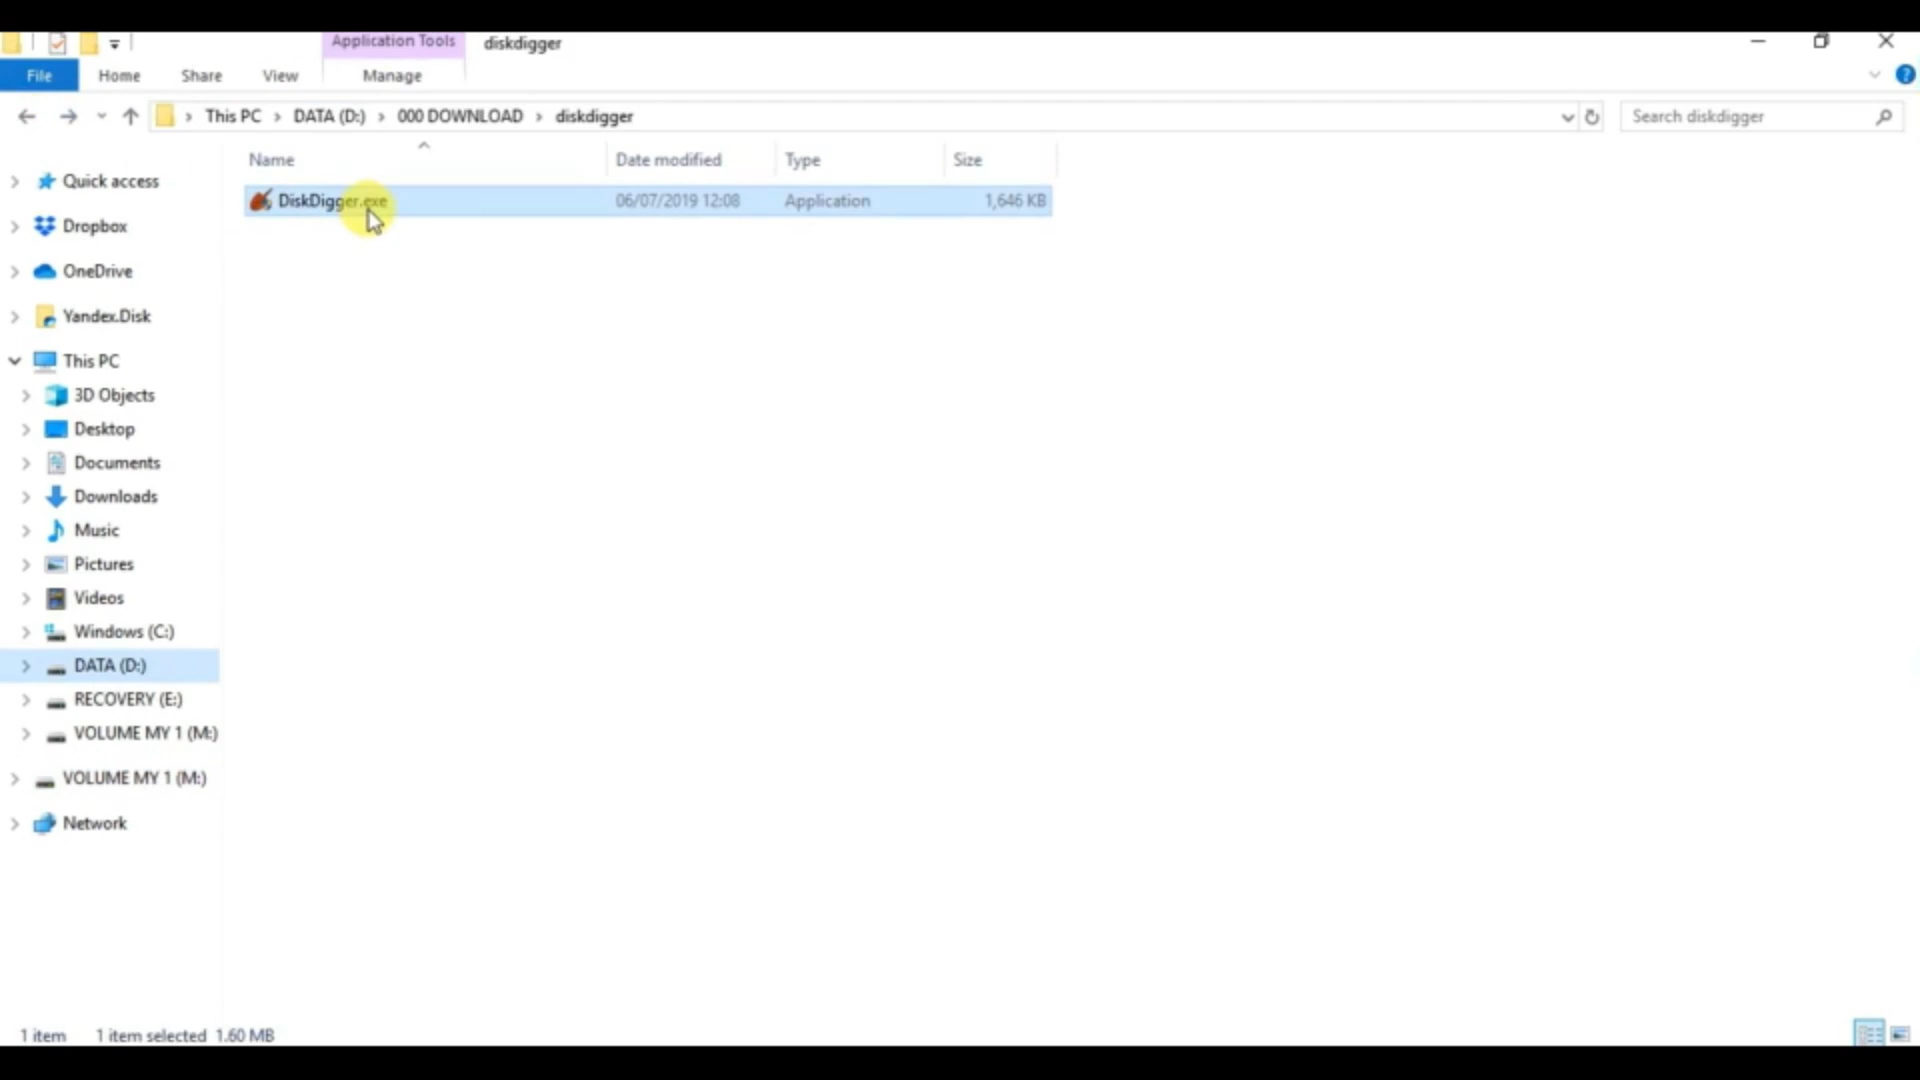 Application Tools
diskdigger
File
Home
Share
View
Manage
This PC > DATA (D:) > 000 DOWNLOAD > diskdigger
Search diskdigger
Name
Date modified
Type
Size
DiskDigger.exe
06/07/2019 12:08
Application
1,646 KB
Quick access
Dropbox
OneDrive
Yandex.Disk
This PC
3D Objects
Desktop
Documents
Downloads
Music
Pictures
Videos
Windows (C:)
DATA (D:)
RECOVERY (E:)
VOLUME MY 1 (M:)
VOLUME MY 1 (M:)
Network
1 item
1 item selected 1.60 MB